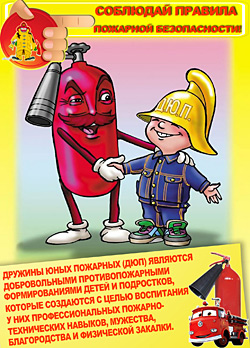 СОБЛЮДАЙ ПРАВИЛА
ПОЖАРНОЙ БЕЗОПАСНОСТИ!
Д.Ю.П.
ДРУЖИНЫ ЮНЫХ ПОЖАРНЫХ (ДЮП) ЯВЛЯЮТСЯ
ДОБРОВОЛЬНЫМИ ПРОТИВОПОЖАРНЫМИ
ФОРМИРОВАНИЯМИ ДЕТЕЙ И ПОДРОСТКОВ,
КОТОРЫЕ СОЗДАЮТСЯ С ЦЕЛЬЮ ВОСПИТАНИЯ
У НИХ ПРОФЕССИОНАЛЬНЫХ ПОЖАРНО-
ТЕХНИЧЕСКИХ НАВЫКОВ, МУЖЕСТВА,
БЛАГОРОДСТВА И ФИЗИЧЕСКОЙ ЗАКАЛКИ.